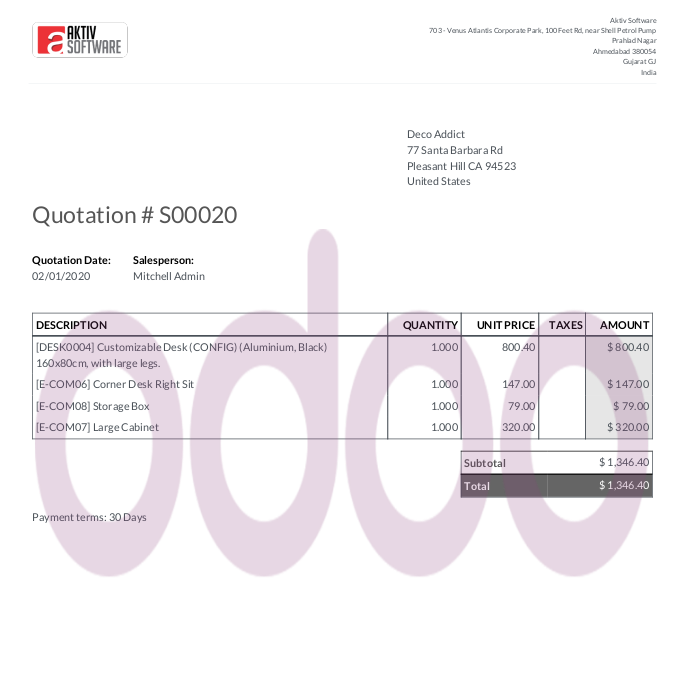 AKTIV
SOFTWARE
Aktiv Software
703 - Venus Atlantis Corporate Park, 100 Feet Rd, near Shell Petrol Pump
Prahlad Nagar
Ahmedabad 380054
Gujarat GJ
India
Deco Addict
77 Santa Barbara Rd
Pleasant Hill CA 94523
United States
Quotation # S00020
Quotation Date: Salesperson:
02/01/2020 Mitchell Admin
DESCRIPTION QUANTITY UNIT PRICE TAXES AMOUNT
[DESK0004] Customizable Desk (CONFIG) (Aluminium, Black) 1.000 800.40 $ 800.40
160x80cm, with large legs.
[E-COM06] Corner Desk Right Sit 1.000 147.00 $ 147.00
[E-COM08] Storage Box 1.000 79.00 $ 79.00
[E-COM07] Large Cabinet 1.000 320.00 $ 320.00
Subtotal $ 1,346.40
Total $ 1,346.40
Payment terms: 30 Days
odoo